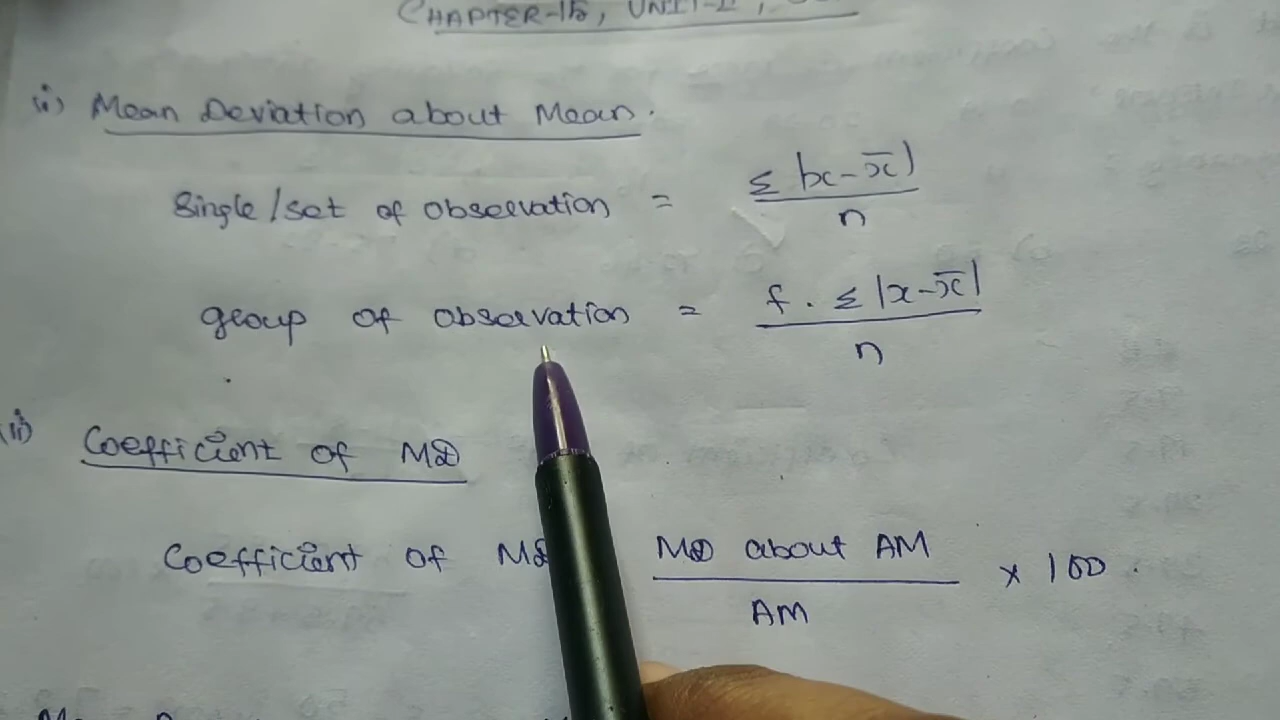 CHAPTER-15, UNIT-II,
(i) Mean Deviation about Mean.
Single/set of observation = Σ|x-x̄| / n
group of observation = f. Σ|x-x̄| / n
(ii) Coefficient of MD
Coefficient of MD MD about AM / AM × 100.